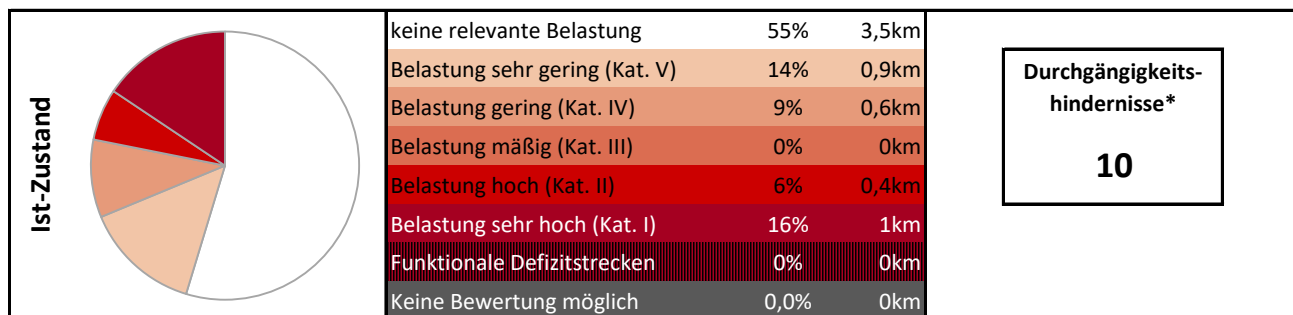 Ist-Zustand
keine relevante Belastung 55% 3,5km
Belastung sehr gering (Kat. V) 14% 0,9km
Belastung gering (Kat. IV) 9% 0,6km
Belastung mäßig (Kat. III) 0% 0km
Belastung hoch (Kat. II) 6% 0,4km
Belastung sehr hoch (Kat. I) 16% 1km
Funktionale Defizitstrecken 0% 0km
Keine Bewertung möglich 0,0% 0km
Durchgängigkeits-
hindernisse*
10